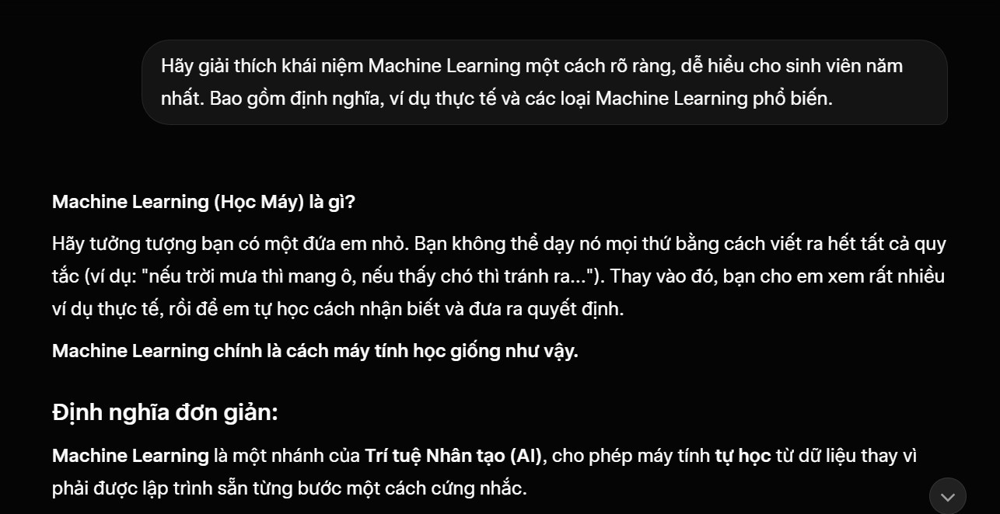 Hãy giải thích khái niệm Machine Learning một cách rõ ràng, dễ hiểu cho sinh viên năm
nhất. Bao gồm định nghĩa, ví dụ thực tế và các loại Machine Learning phổ biến.
Machine Learning (Học Máy) là gì?
Hãy tưởng tượng bạn có một đứa em nhỏ. Bạn không thể dạy nó mọi thứ bằng cách viết ra hết tất cả quy
tắc (ví dụ: "nếu trời mưa thì mang ô, nếu thấy chó thì tránh ra..."). Thay vào đó, bạn cho em xem rất nhiều
ví dụ thực tế, rồi để em tự học cách nhận biết và đưa ra quyết định.
Machine Learning chính là cách máy tính học giống như vậy.
Định nghĩa đơn giản:
Machine Learning là một nhánh của Trí tuệ Nhân tạo (AI), cho phép máy tính tự học từ dữ liệu thay vì
phải được lập trình sẵn từng bước một cách cứng nhắc.